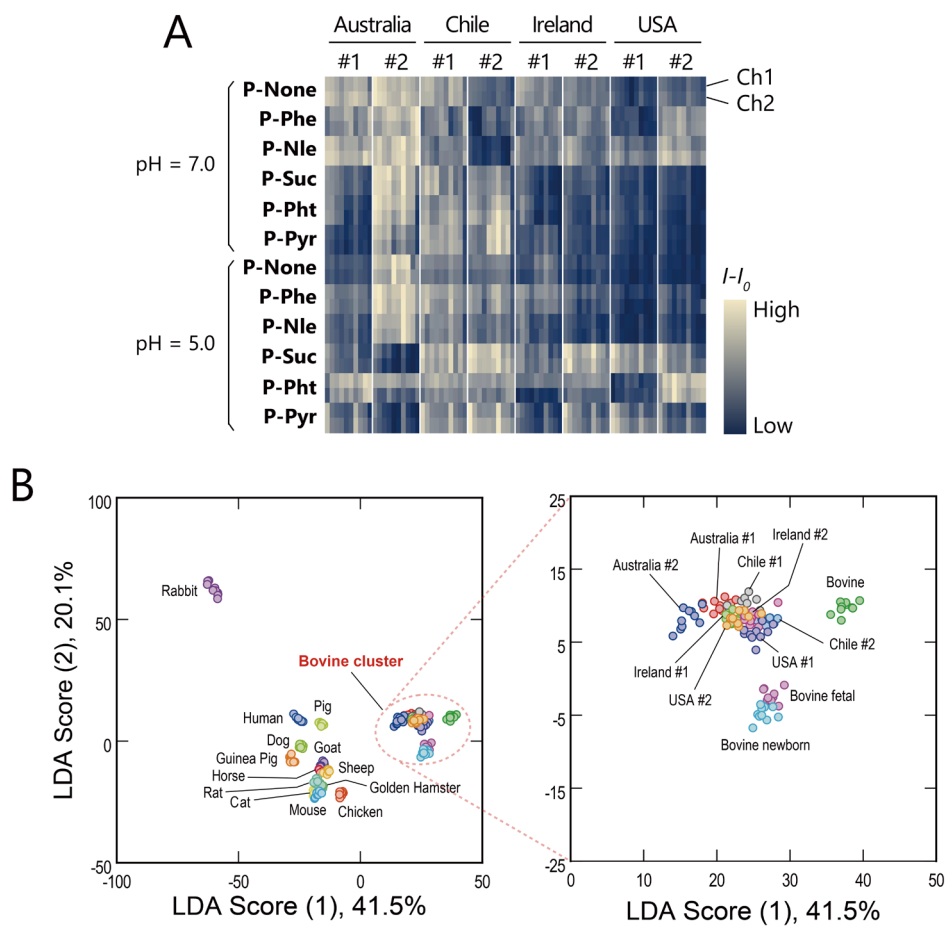 A
Australia Chile Ireland USA
#1 #2 #1 #2 #1 #2 #1 #2
P-None
P-Phe
P-Nle
P-Suc
P-Pht
P-Pyr
pH = 7.0
Ch1
Ch2
P-None
P-Phe
P-Nle
P-Suc
P-Pht
P-Pyr
pH = 5.0
I-I0
High
Low
B
100
50
0
-50
-100 -50 0 50
LDA Score (2), 20.1%
LDA Score (1), 41.5%
Rabbit
Bovine cluster
Human
Pig
Dog
Goat
Guinea Pig
Horse
Sheep
Rat
Golden Hamster
Cat
Mouse
Chicken
25
15
5
-5
-15
-25
0 10 20 30 40 50
LDA Score (1), 41.5%
Australia #1
Ireland #2
Australia #2
Chile #1
Bovine
Chile #2
Ireland #1
USA #1
USA #2
Bovine fetal
Bovine newborn